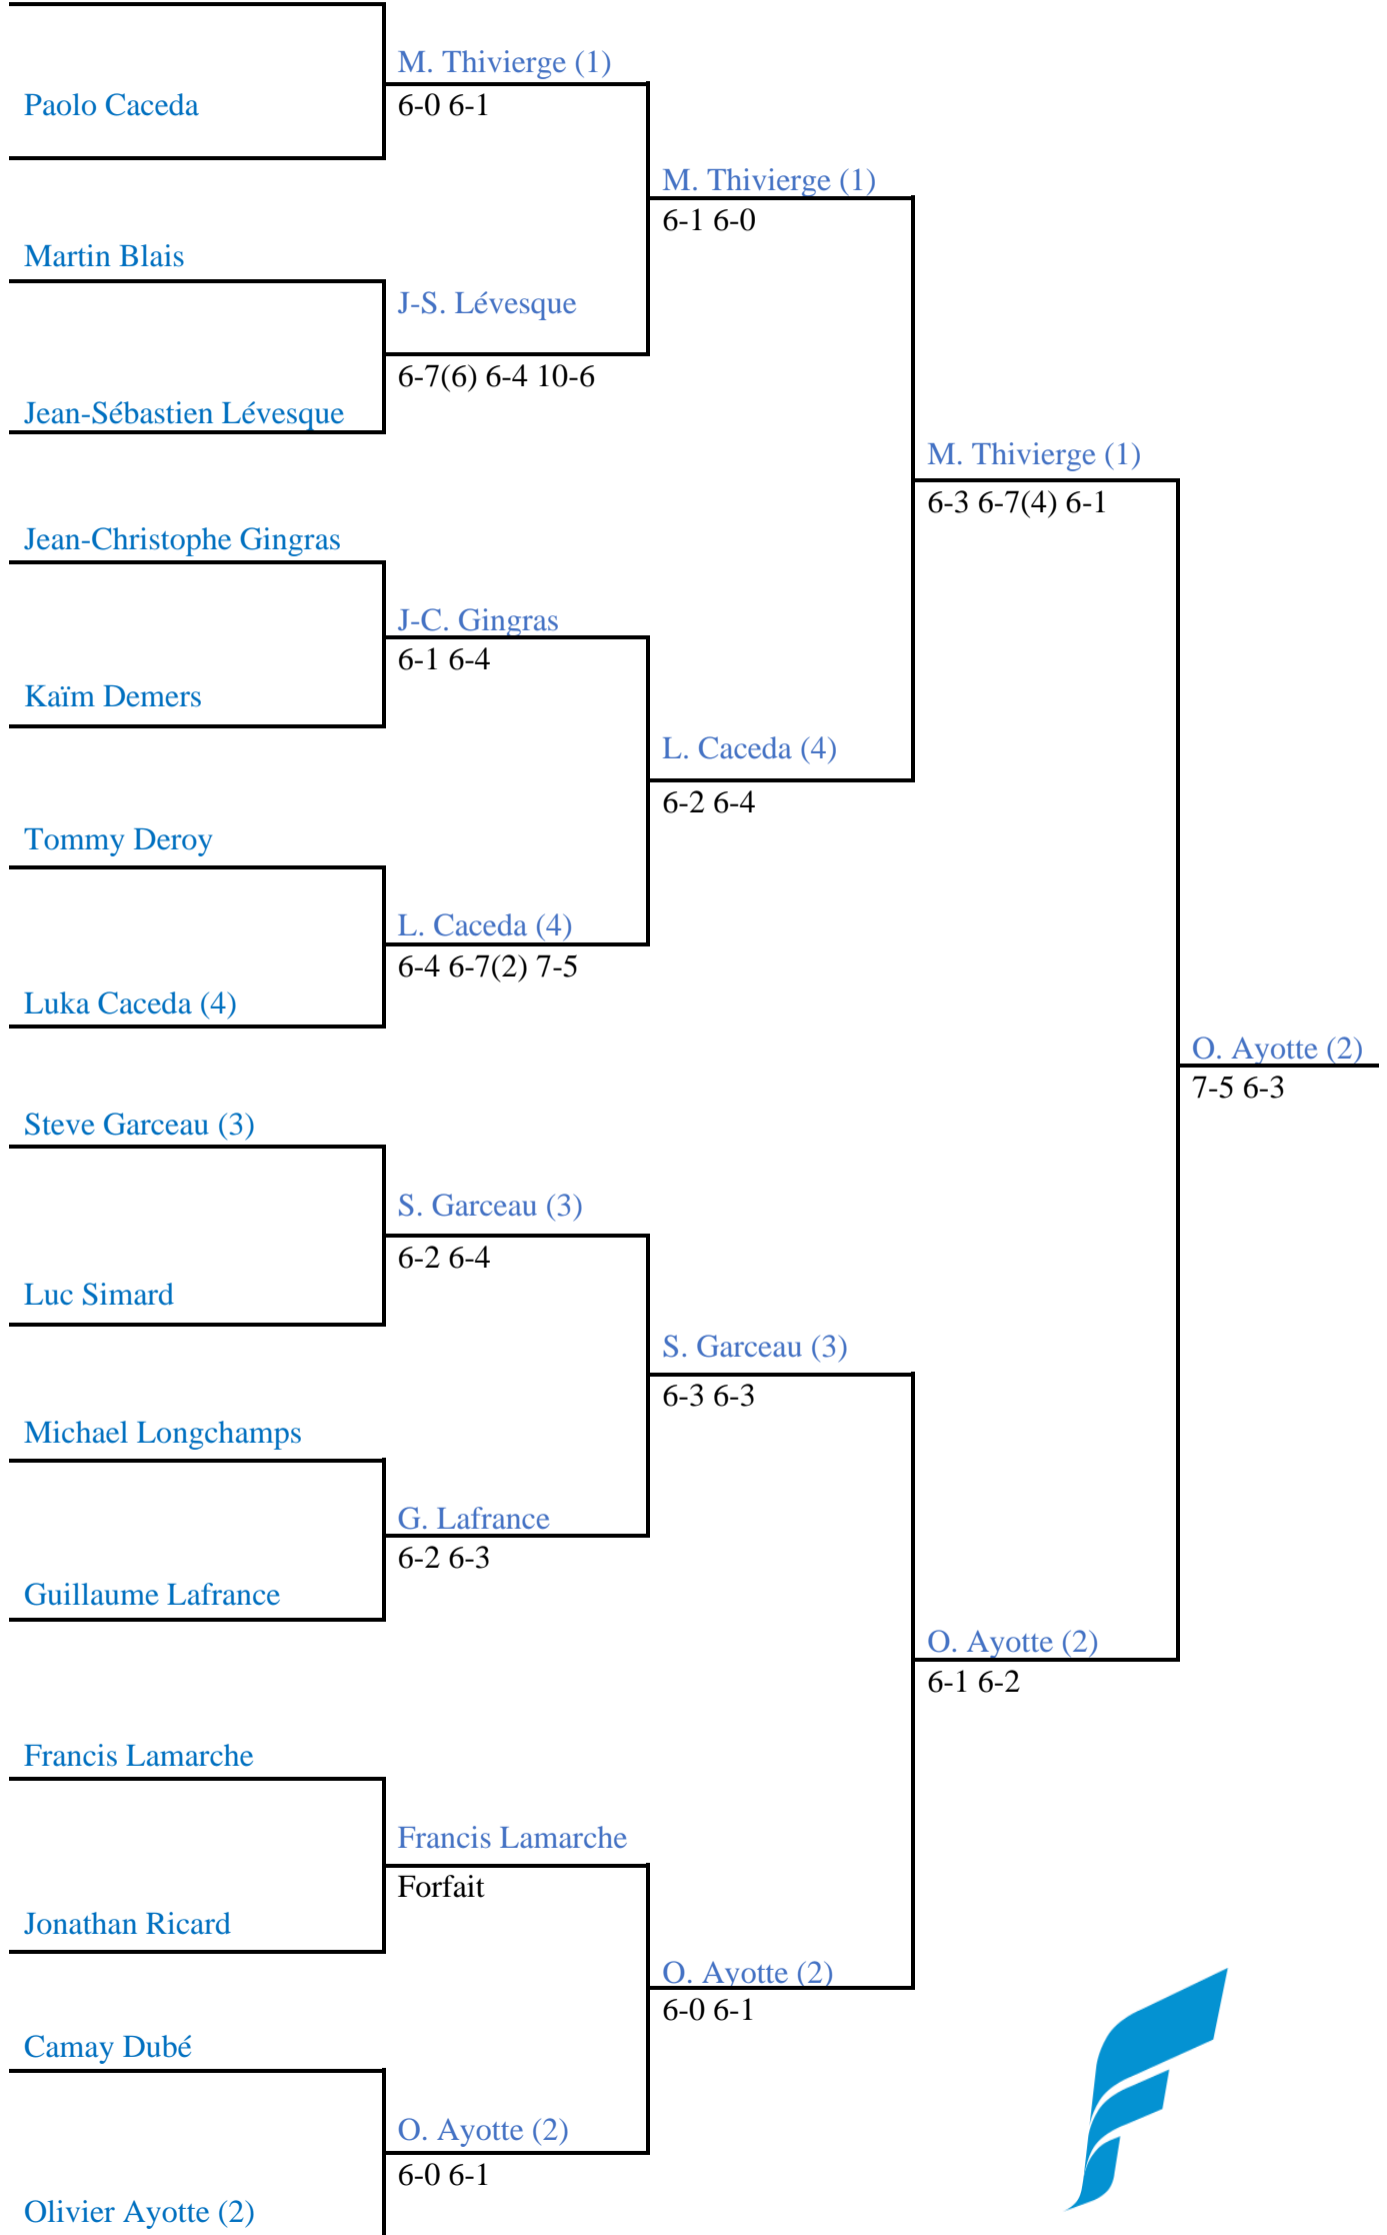 M. Thivierge (1)
Paolo Caceda
6-0 6-1
M. Thivierge (1)
6-1 6-0
Martin Blais
J-S. Lévesque
6-7(6) 6-4 10-6
Jean-Sébastien Lévesque
M. Thivierge (1)
6-3 6-7(4) 6-1
Jean-Christophe Gingras
J-C. Gingras
6-1 6-4
Kaïm Demers
L. Caceda (4)
6-2 6-4
Tommy Deroy
L. Caceda (4)
6-4 6-7(2) 7-5
Luka Caceda (4)
O. Ayotte (2)
7-5 6-3
Steve Garceau (3)
S. Garceau (3)
6-2 6-4
Luc Simard
S. Garceau (3)
6-3 6-3
Michael Longchamps
G. Lafrance
6-2 6-3
Guillaume Lafrance
O. Ayotte (2)
6-1 6-2
Francis Lamarche
Francis Lamarche
Forfait
Jonathan Ricard
O. Ayotte (2)
6-0 6-1
Camay Dubé
O. Ayotte (2)
6-0 6-1
Olivier Ayotte (2)